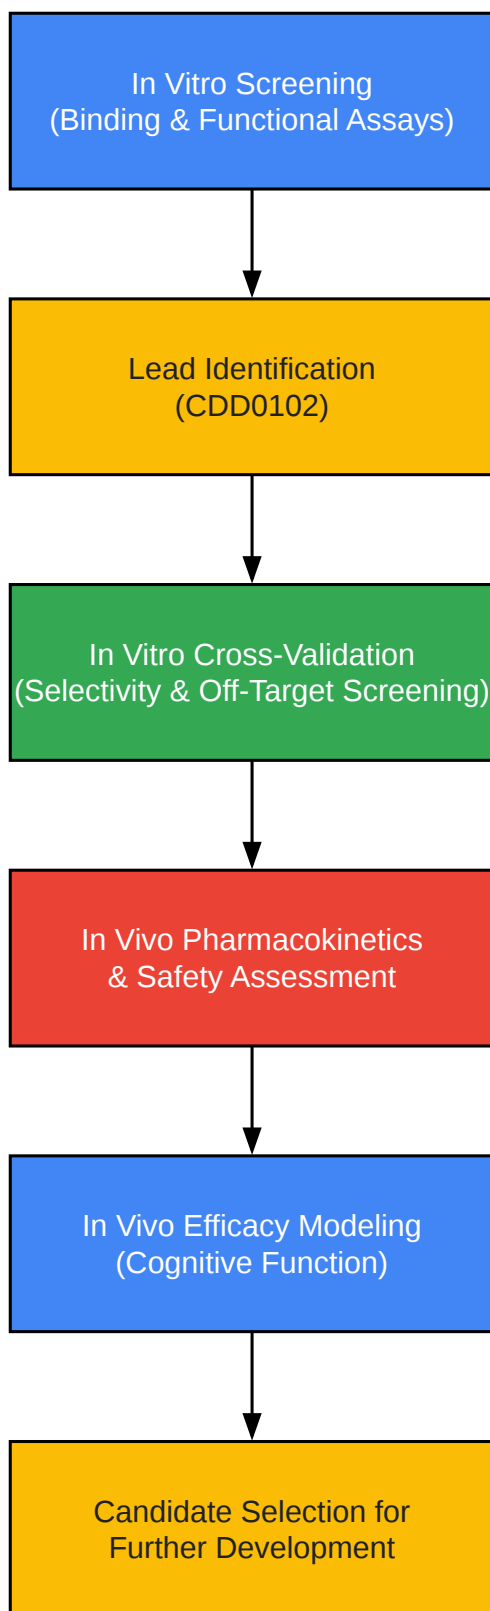 In Vitro Screening
(Binding & Functional Assays)
Lead Identification
(CDD0102)
In Vitro Cross-Validation
(Selectivity & Off-Target Screening)
In Vivo Pharmacokinetics
& Safety Assessment
In Vivo Efficacy Modeling
(Cognitive Function)
Candidate Selection for
Further Development